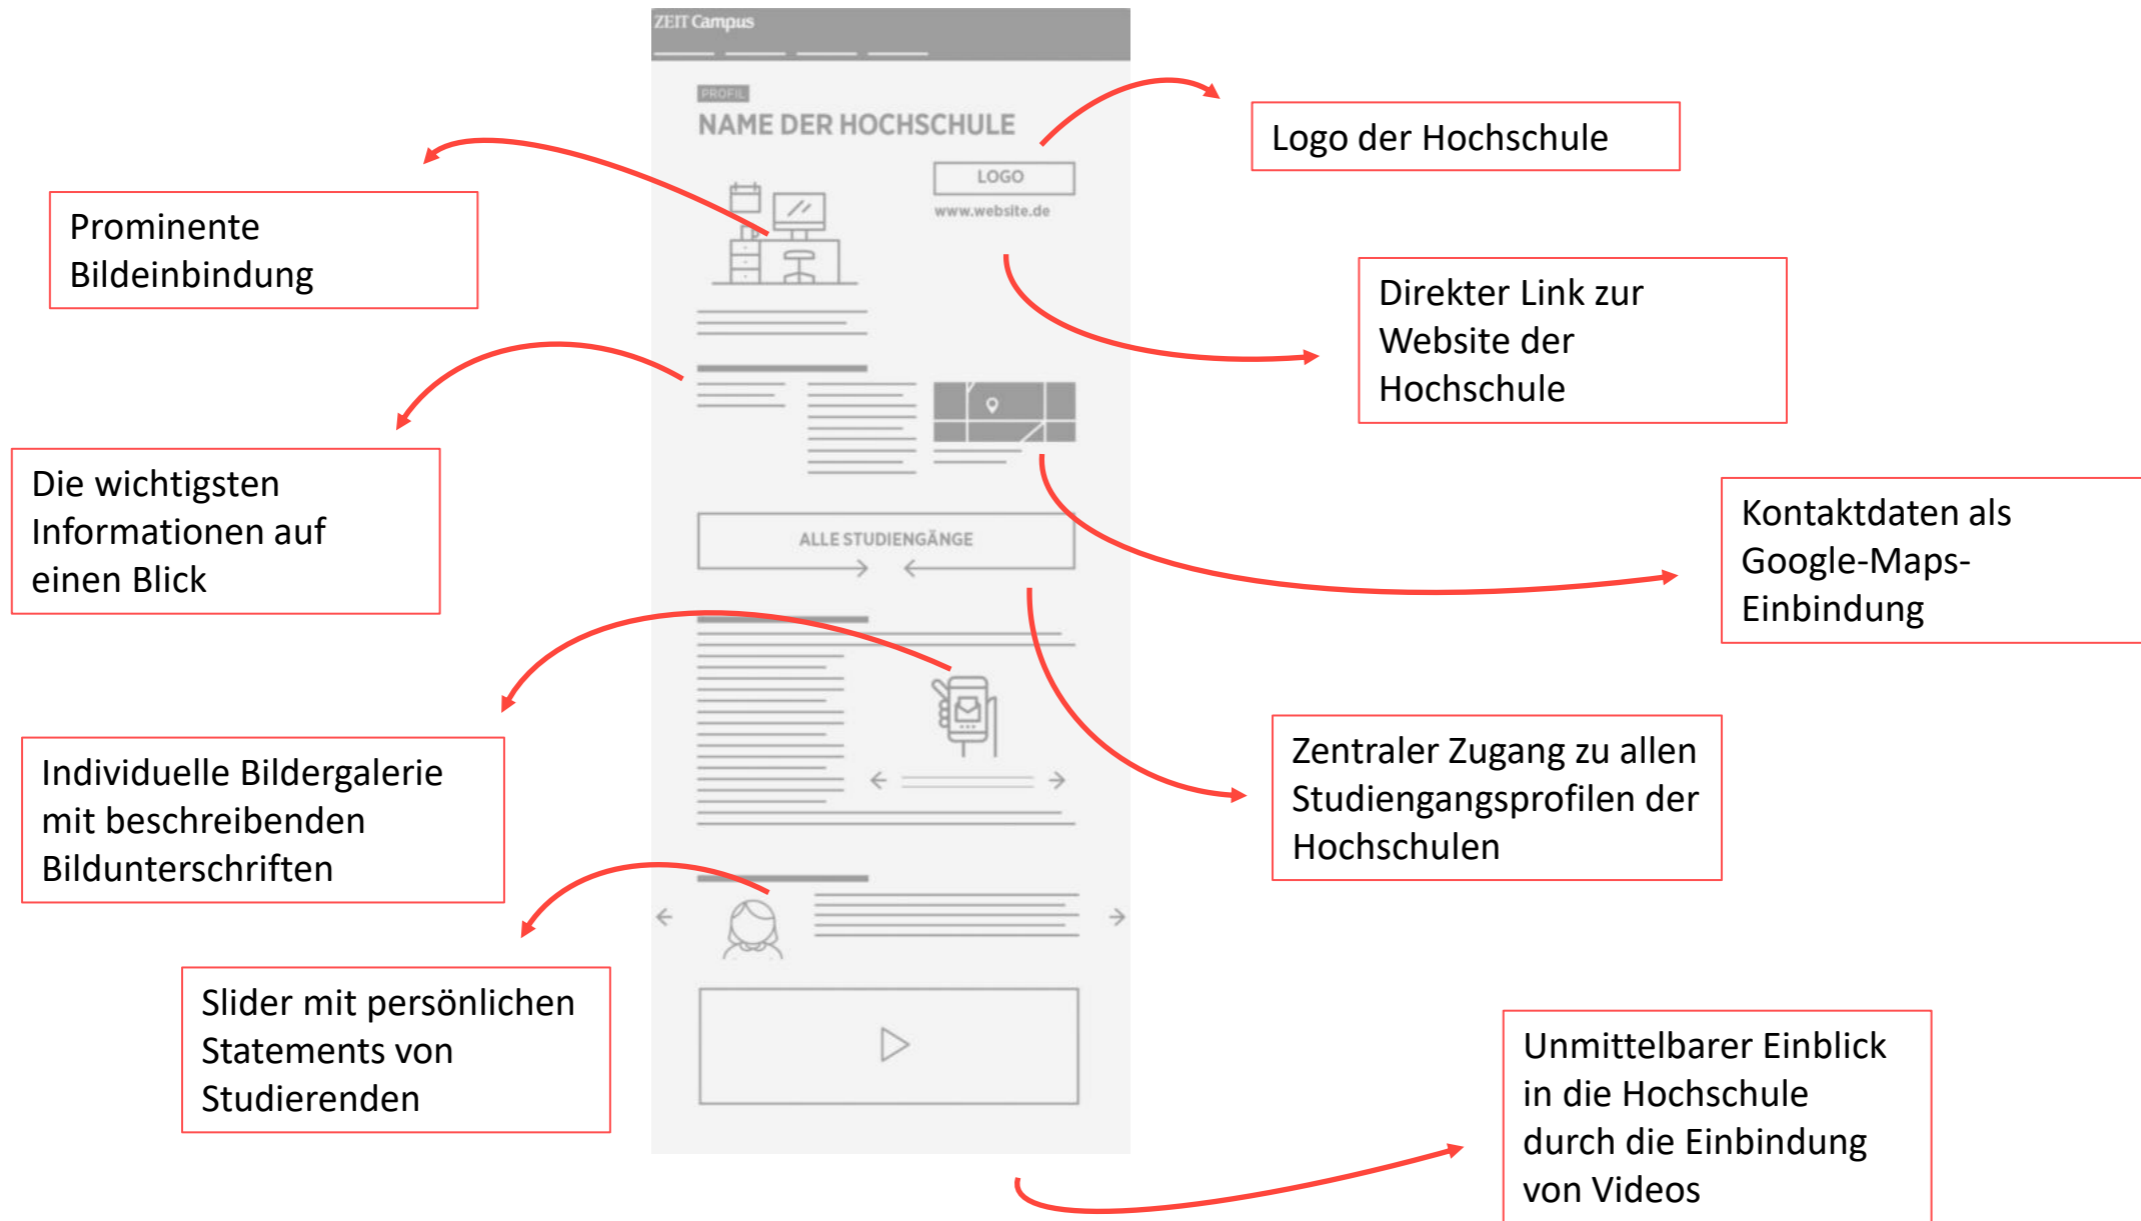 ZEIT Campus
PROFIL
NAME DER HOCHSCHULE
LOGO
www.website.de
ALLE STUDIENGÄNGE
Prominente
Bildeinbindung
Die wichtigsten
Informationen auf
einen Blick
Individuelle Bildergalerie
mit beschreibenden
Bildunterschriften
Slider mit persönlichen
Statements von
Studierenden
Logo der Hochschule
Direkter Link zur
Website der
Hochschule
Kontaktdaten als
Google-Maps-
Einbindung
Zentraler Zugang zu allen
Studiengangsprofilen der
Hochschulen
Unmittelbarer Einblick
in die Hochschule
durch die Einbindung
von Videos